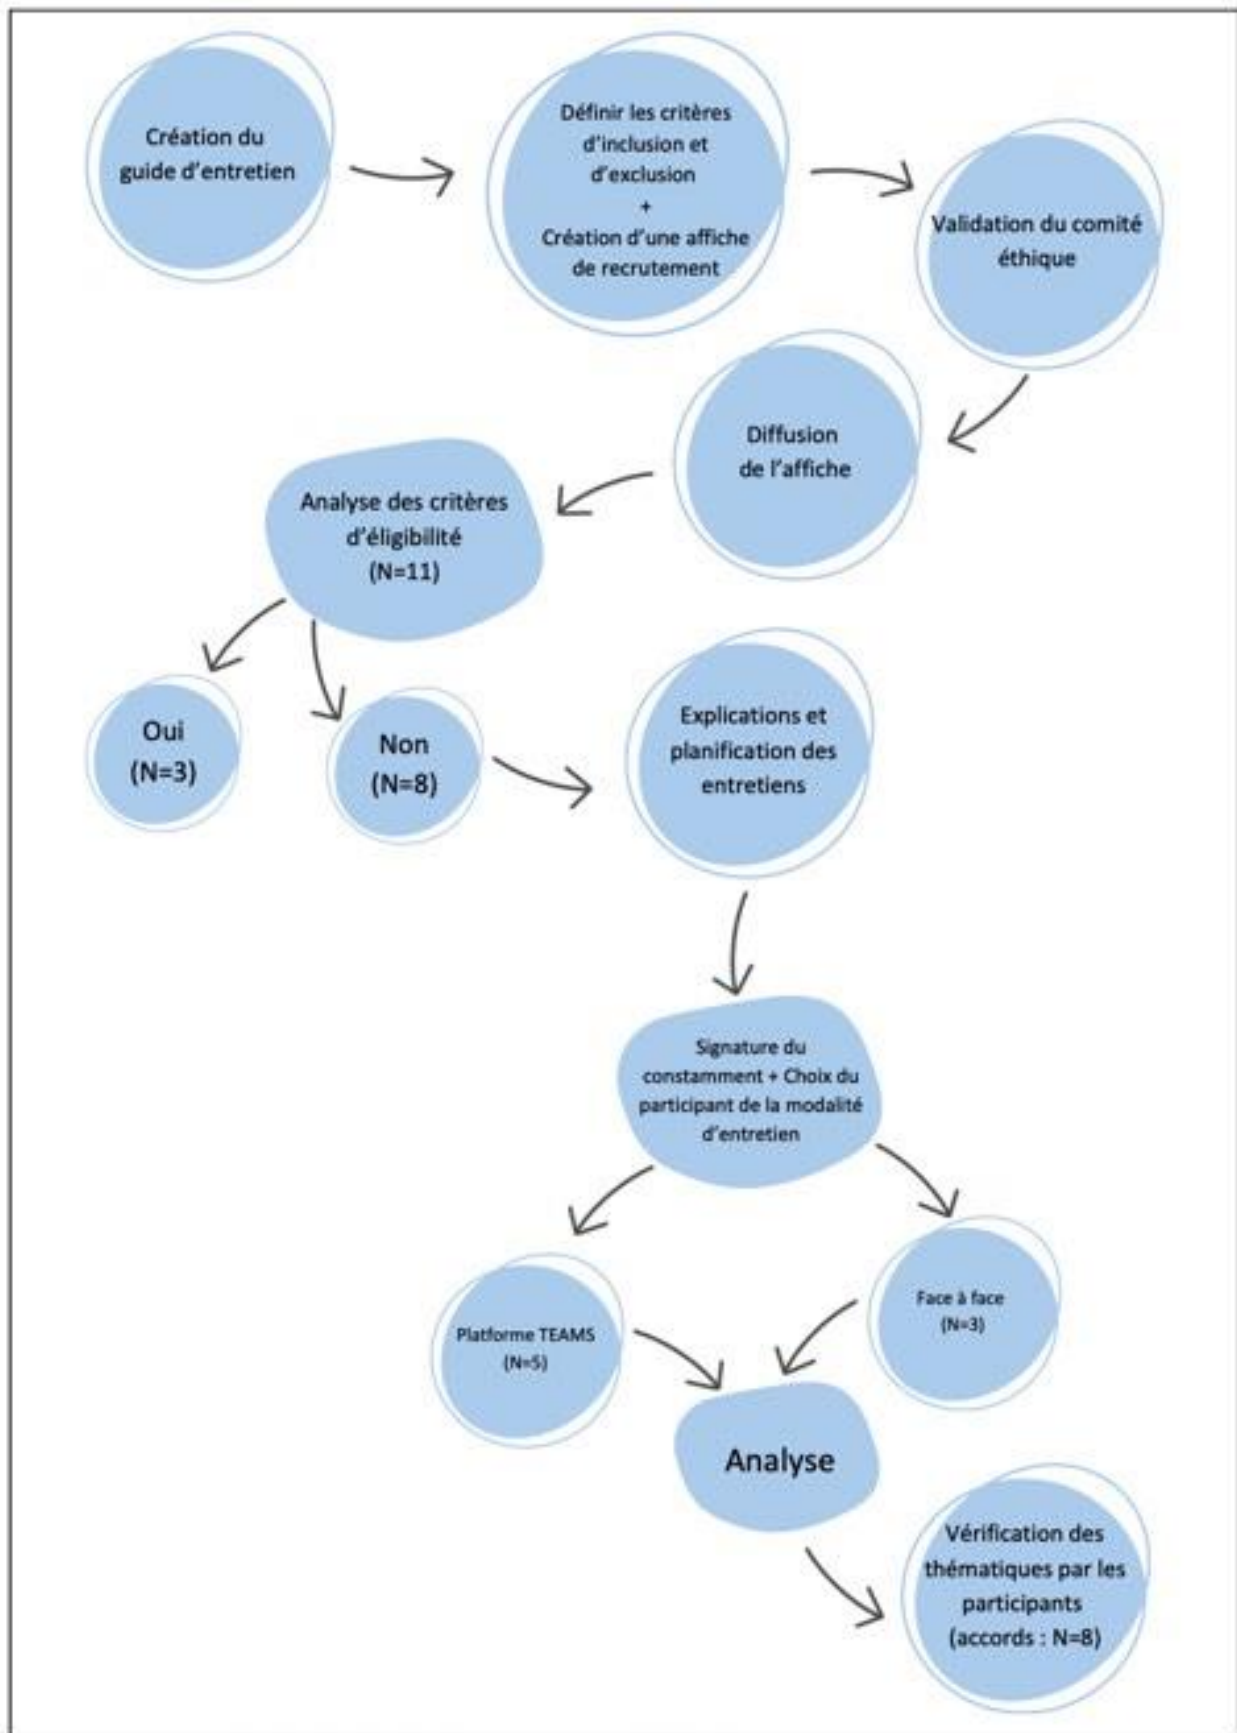 Création du
guide d'entretien
Définir les critères
d'inclusion et
d'exclusion
+
Création d'une affiche
de recrutement
Validation du comité
éthique
Diffusion
de l'affiche
Analyse des critères
d'éligibilité
(N=11)
Oui
(N=3)
Non
(N=8)
Explications et
planification des
entretiens
Signature du
constamment + Choix du
participant de la modalité
d'entretien
Platforme TEAMS
(N=5)
Face à face
(N=3)
Analyse
Vérification des
thématiques par les
participants
(accords : N=8)